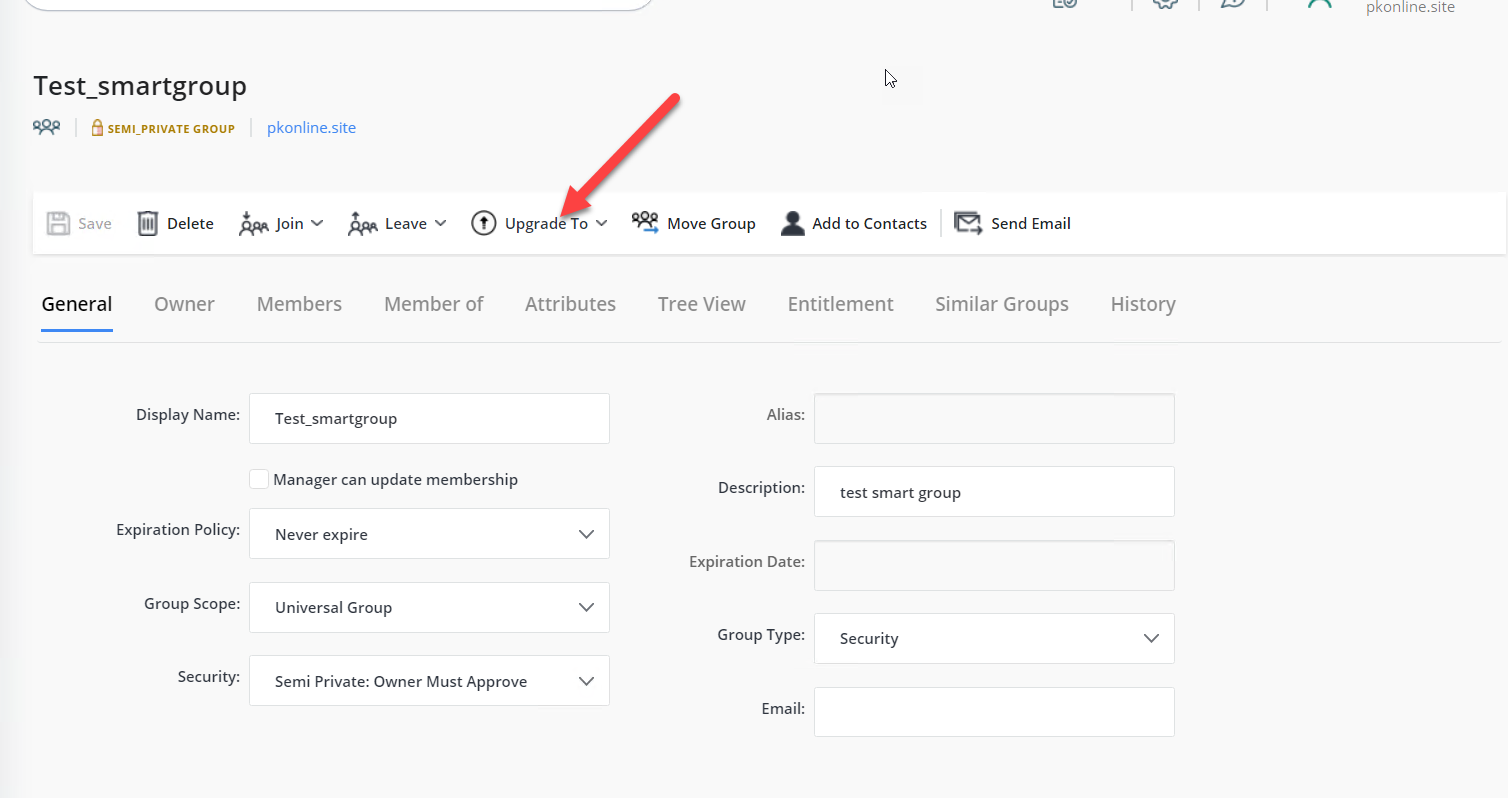 pkonline.site
Test_smartgroup
SEMI_PRIVATE GROUP pkonline.site
Save Delete Join Leave Upgrade To Move Group Add to Contacts Send Email
General Owner Members Member of Attributes Tree View Entitlement Similar Groups History
Display Name: Test_smartgroup
Alias:
Manager can update membership
Description: test smart group
Expiration Policy: Never expire
Expiration Date:
Group Scope: Universal Group
Group Type: Security
Security: Semi Private: Owner Must Approve
Email: